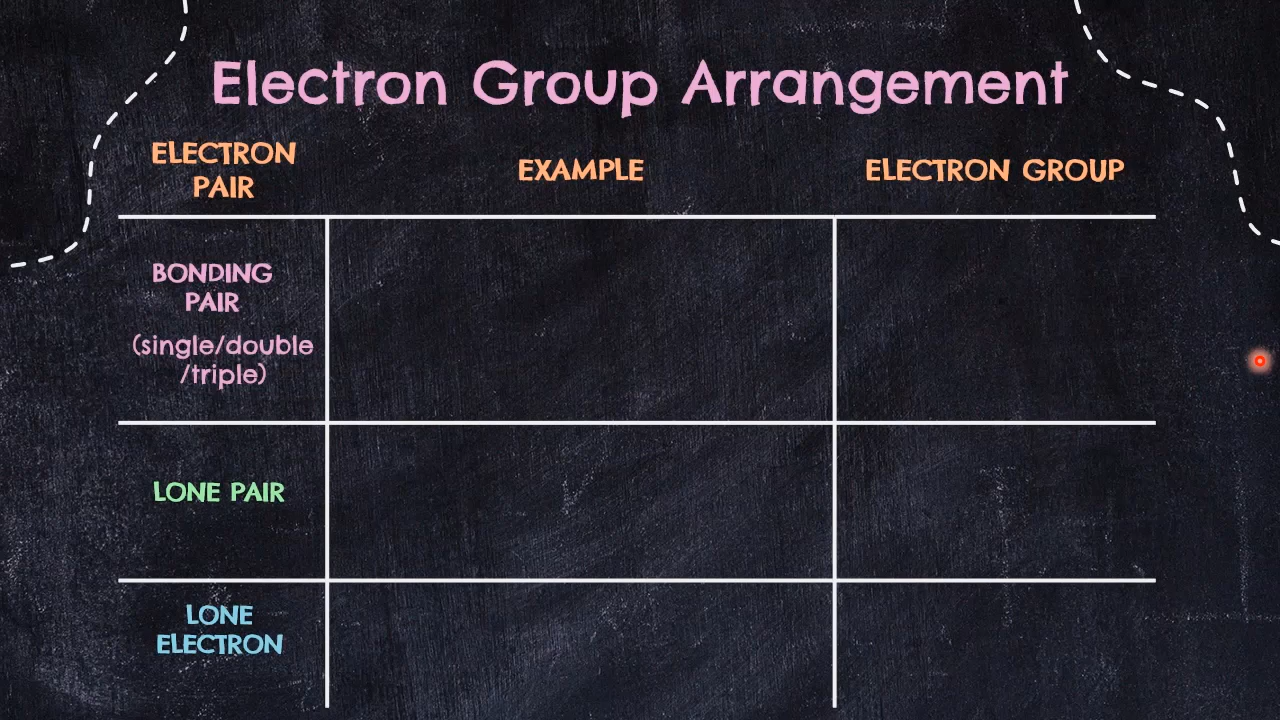 Electron Group Arrangement
ELECTRON
PAIR
EXAMPLE
ELECTRON GROUP
BONDING
PAIR
(single/double
/triple)
LONE PAIR
LONE
ELECTRON